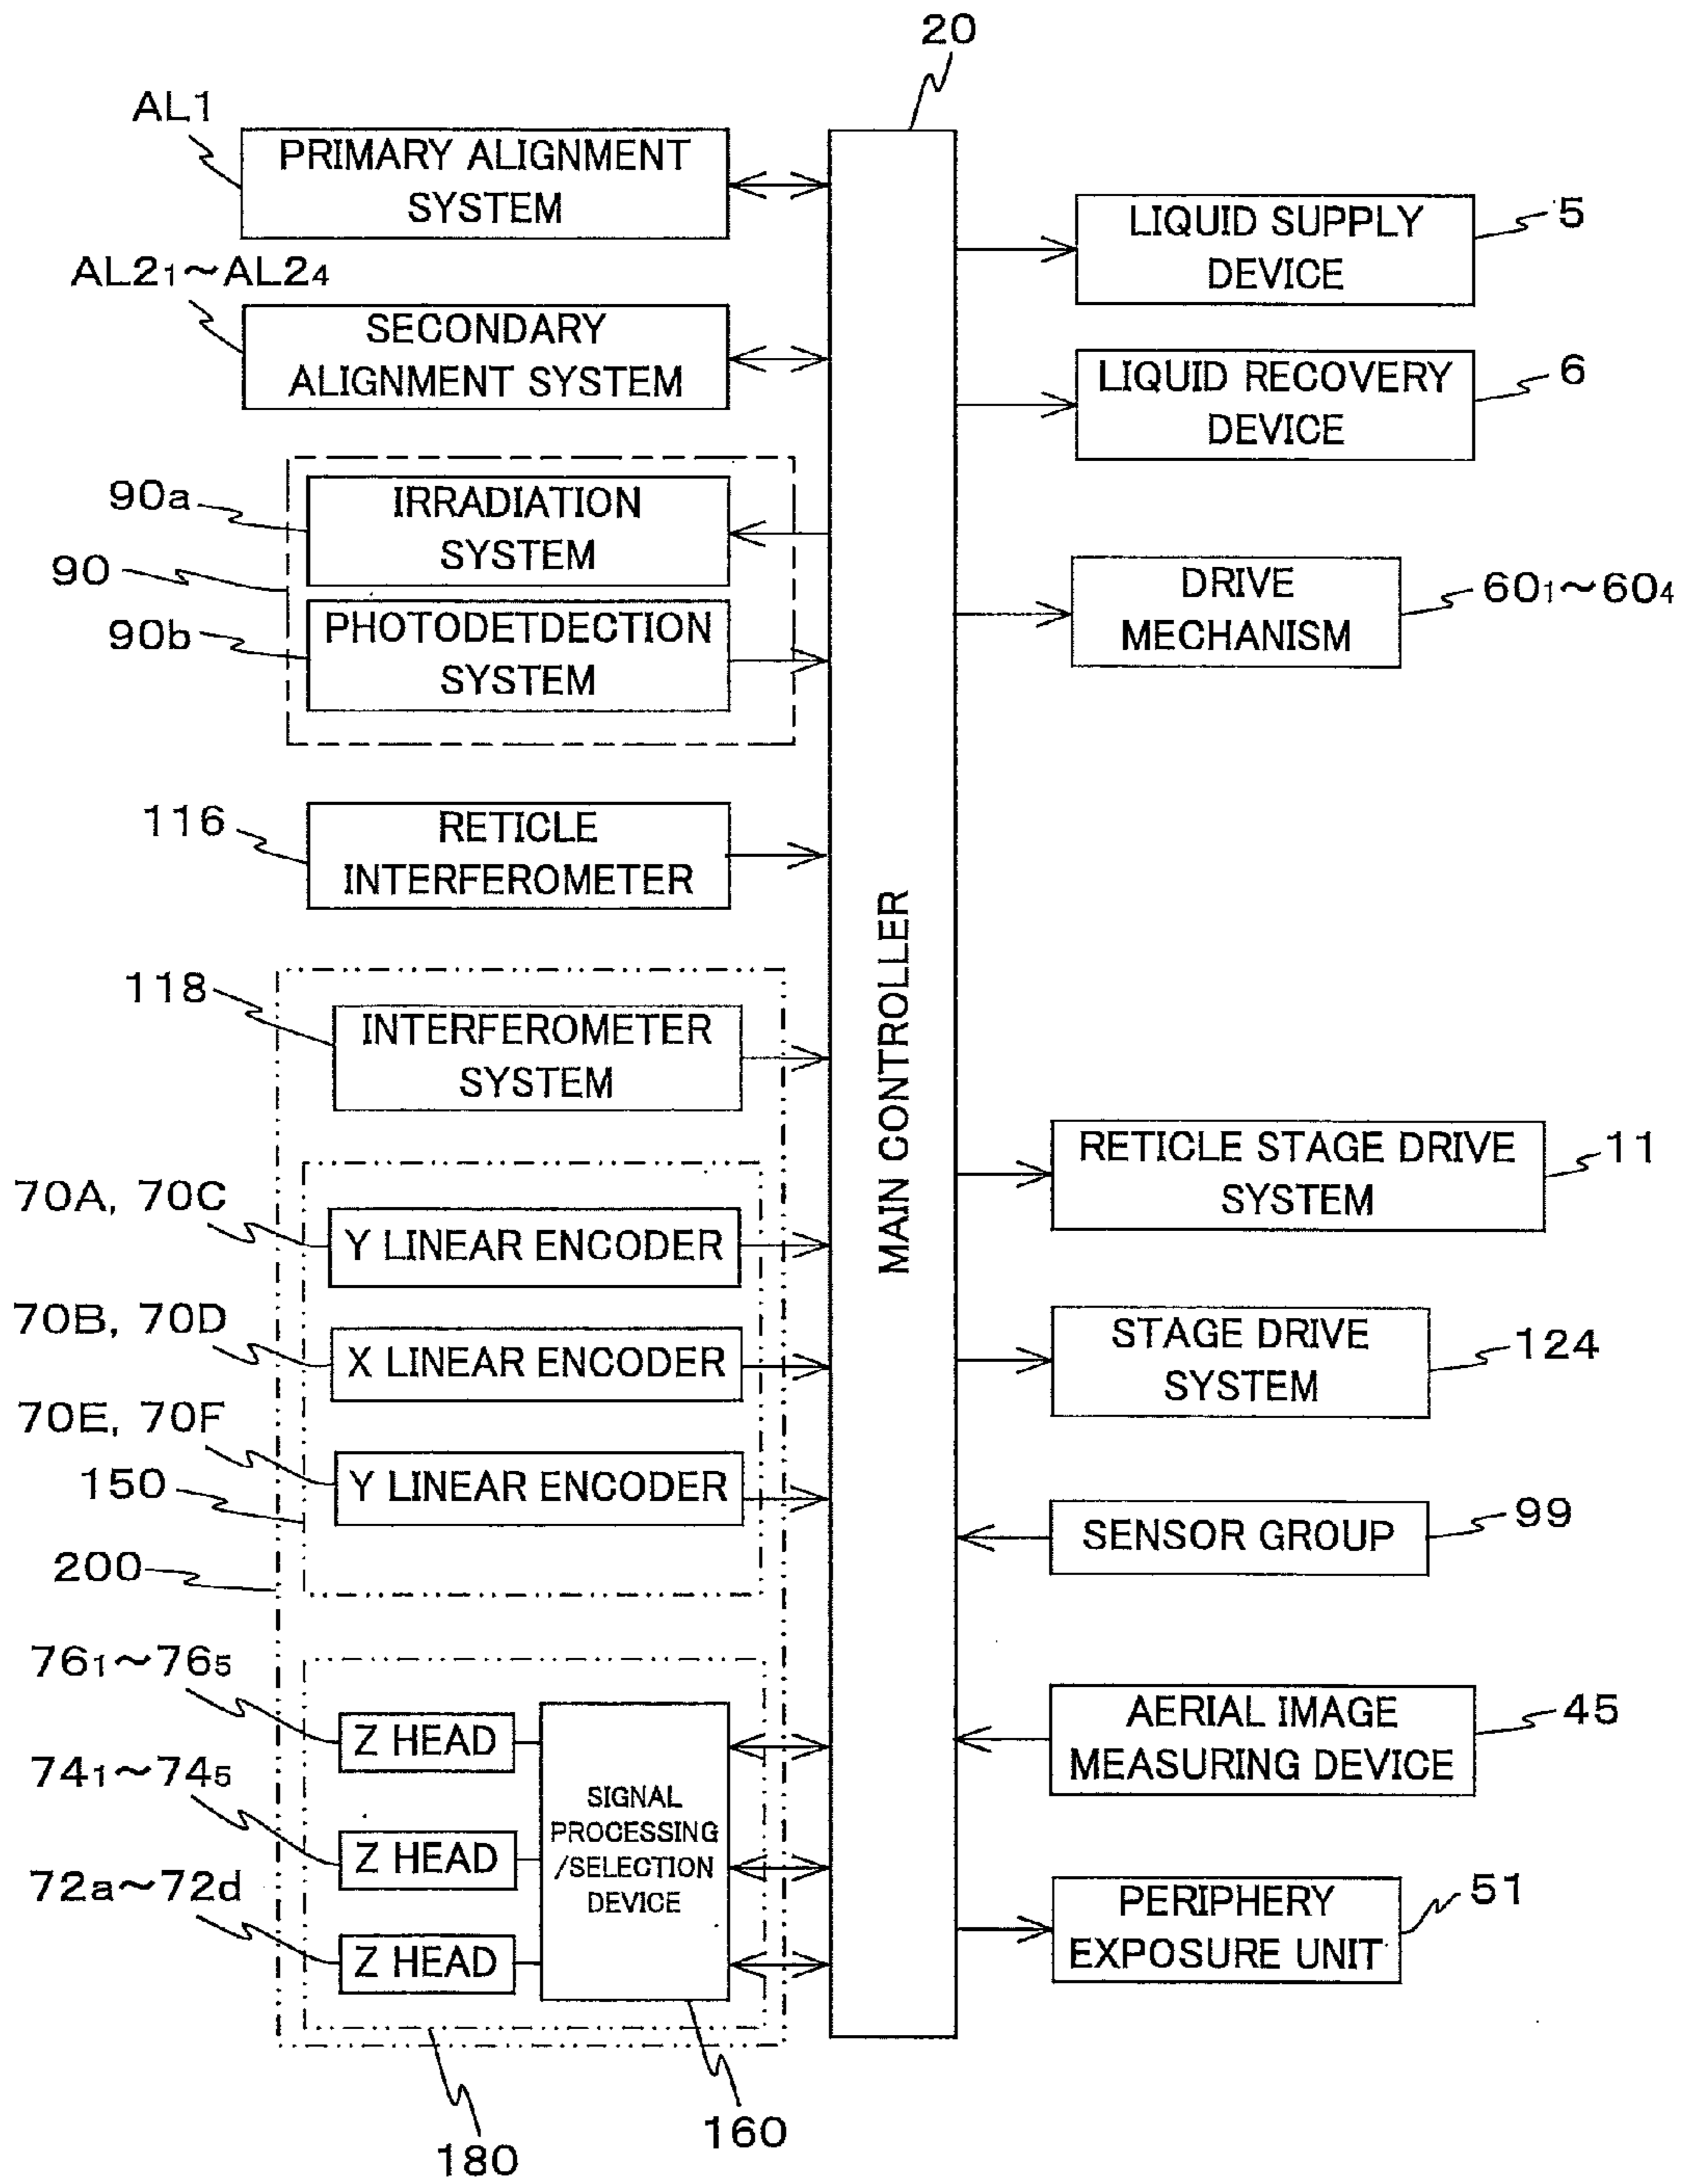 20
AL1
PRIMARY ALIGNMENT
SYSTEM
LIQUID SUPPLY
DEVICE
5
AL2₁~AL2₄
SECONDARY
ALIGNMENT SYSTEM
LIQUID RECOVERY
DEVICE
6
90a
IRRADIATION
SYSTEM
90
90b
PHOTODETDECTION
SYSTEM
DRIVE
MECHANISM
60₁~60₄
116
RETICLE
INTERFEROMETER
MAIN CONTROLLER
118
INTERFEROMETER
SYSTEM
RETICLE STAGE DRIVE
SYSTEM
11
70A, 70C
Y LINEAR ENCODER
70B, 70D
X LINEAR ENCODER
STAGE DRIVE
SYSTEM
124
70E, 70F
Y LINEAR ENCODER
150
SENSOR GROUP
99
200
76₁~76₅
Z HEAD
AERIAL IMAGE
MEASURING DEVICE
45
74₁~74₅
Z HEAD
SIGNAL
PROCESSING
/SELECTION
DEVICE
72a~72d
Z HEAD
PERIPHERY
EXPOSURE UNIT
51
160
180